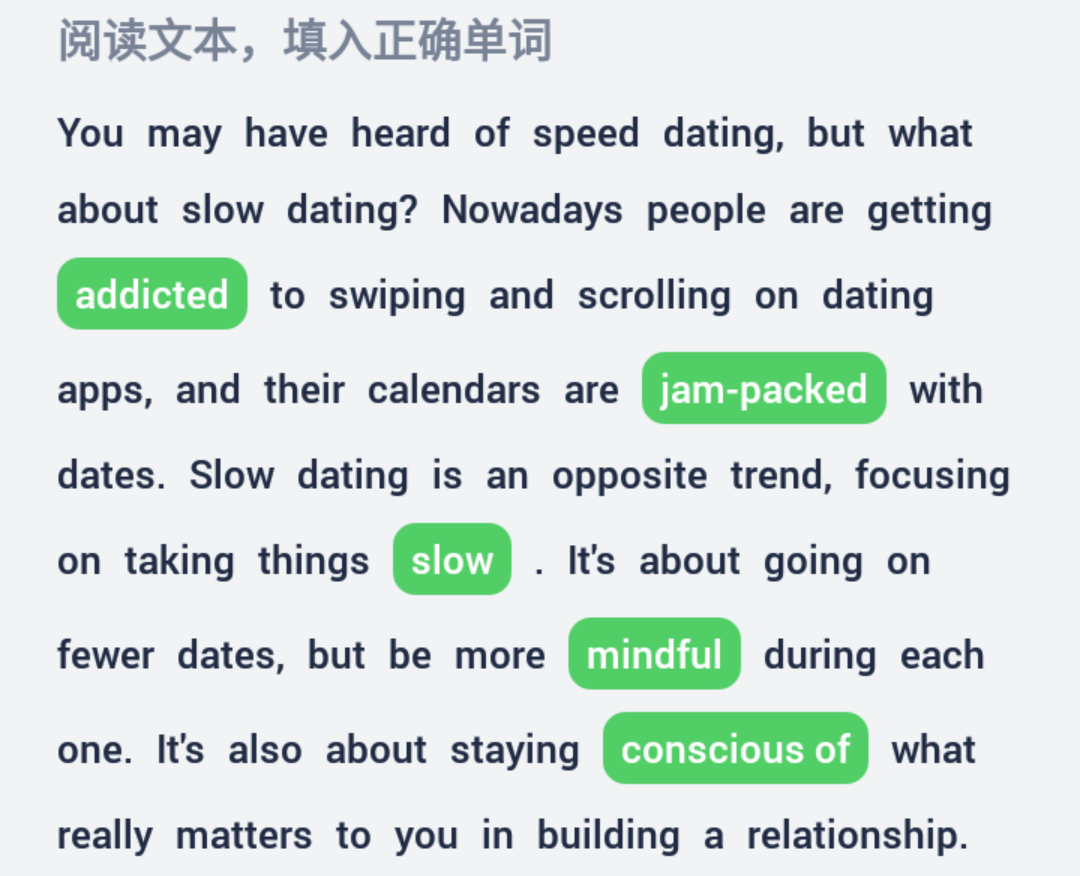 阅读文本，填入正确单词
You may have heard of speed dating, but what
about slow dating? Nowadays people are getting
addicted to swiping and scrolling on dating
apps, and their calendars are jam-packed with
dates. Slow dating is an opposite trend, focusing
on taking things slow . It's about going on
fewer dates, but be more mindful during each
one. It's also about staying conscious of what
really matters to you in building a relationship.